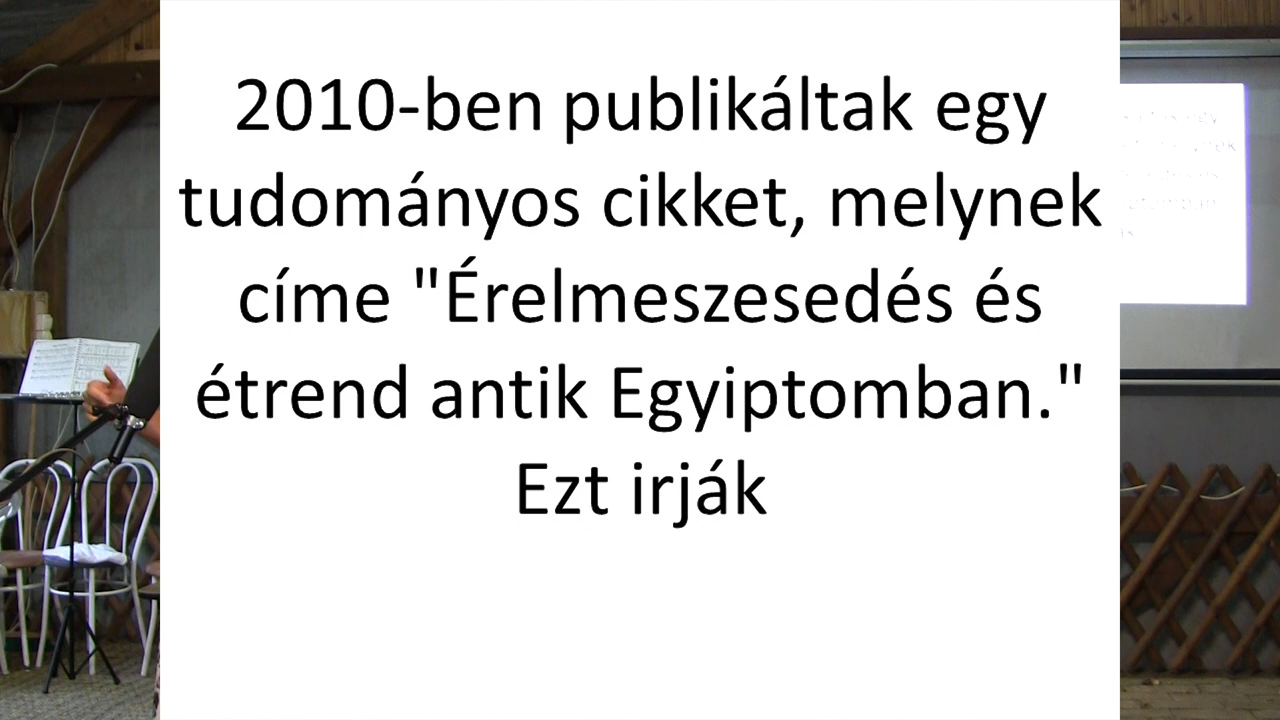 2010-ben publikáltak egy
tudományos cikket, melynek
címe "Érelmeszesedés és
étrend antik Egyiptomban."
Ezt irják